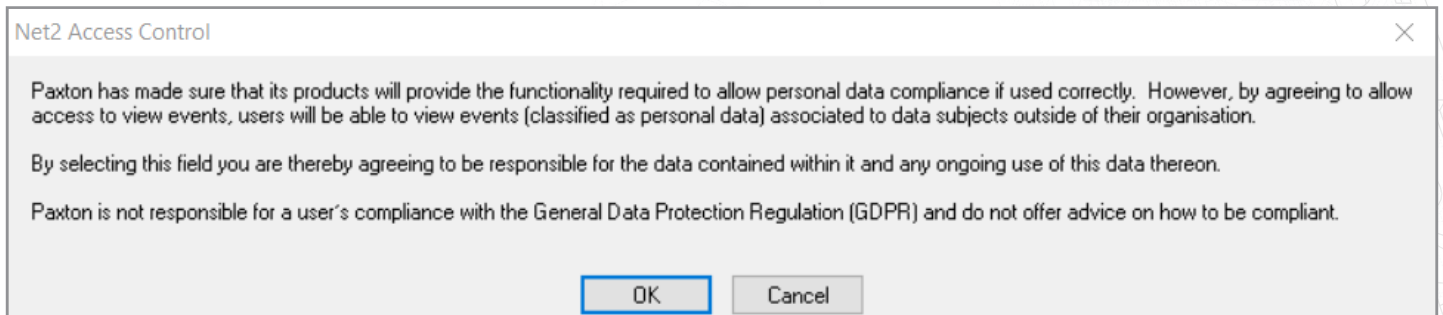 Net2 Access Control
Paxton has made sure that its products will provide the functionality required to allow personal data compliance if used correctly.  However, by agreeing to allow
access to view events, users will be able to view events (classified as personal data) associated to data subjects outside of their organisation.
By selecting this field you are thereby agreeing to be responsible for the data contained within it and any ongoing use of this data thereon.
Paxton is not responsible for a user's compliance with the General Data Protection Regulation (GDPR) and do not offer advice on how to be compliant.
OK
Cancel